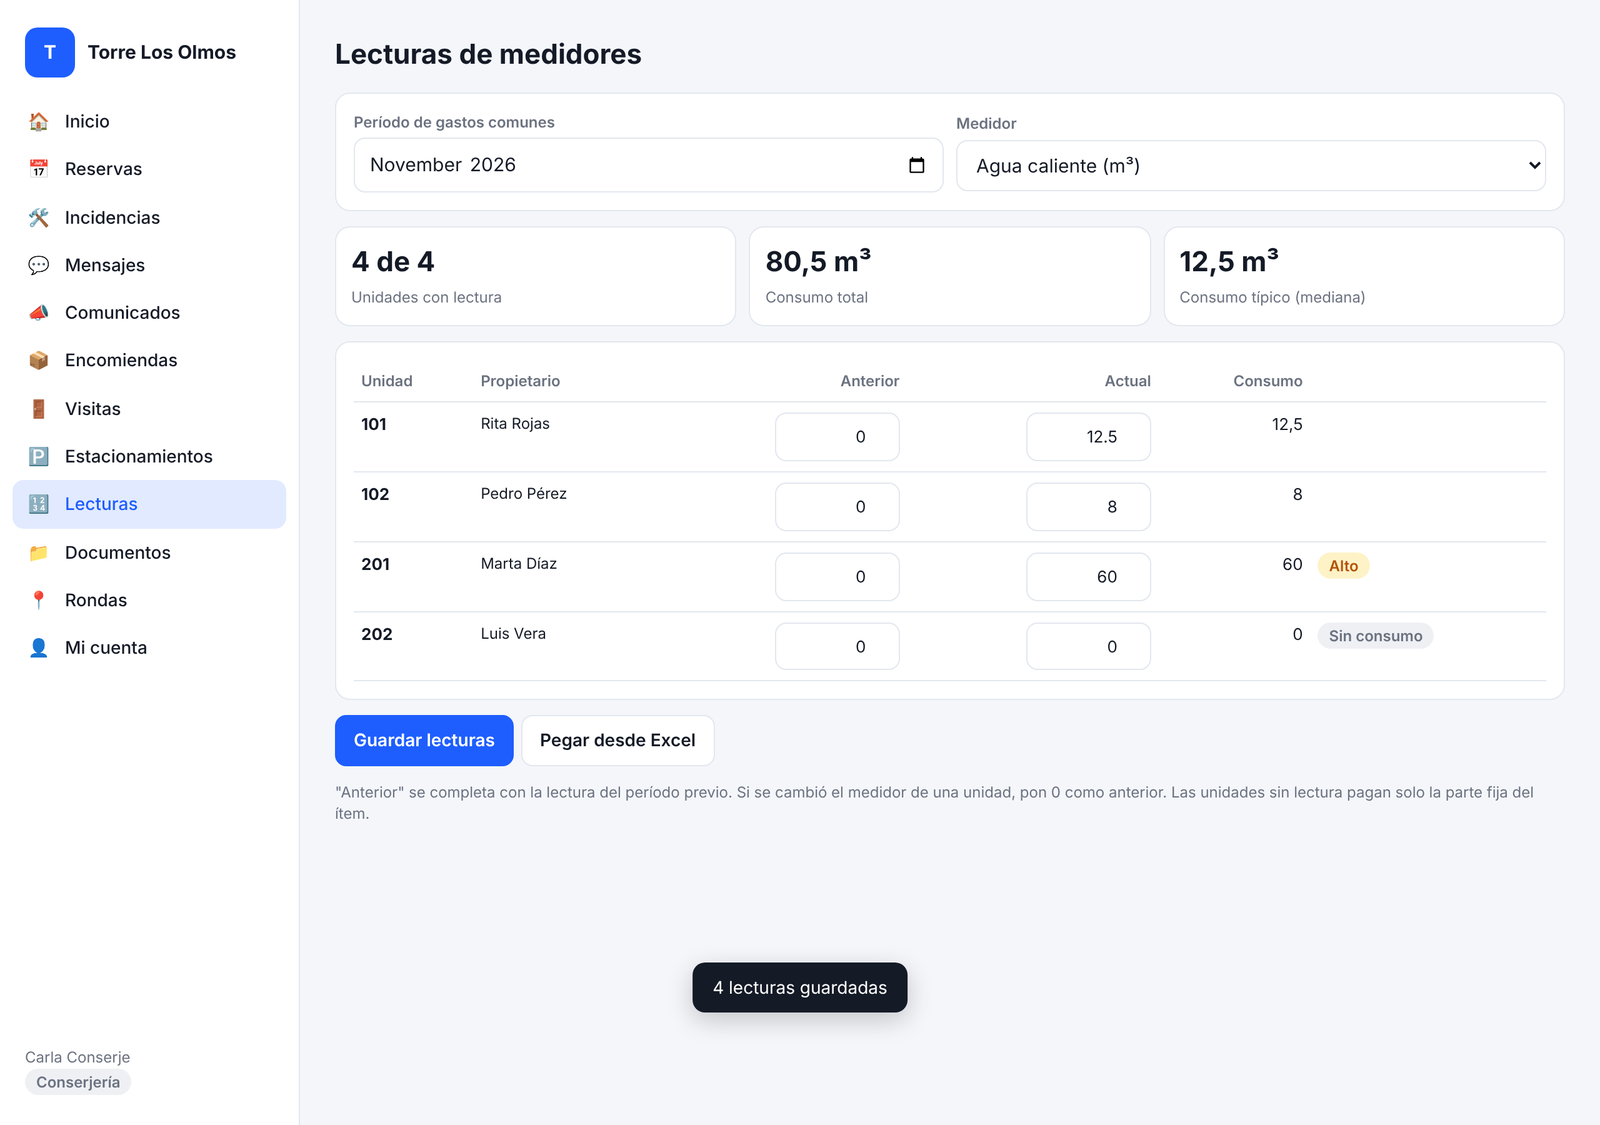 T
Torre Los Olmos
Inicio
Reservas
Incidencias
Mensajes
Comunicados
Encomiendas
Visitas
Estacionamientos
Lecturas
Documentos
Rondas
Mi cuenta
Carla Conserje
Conserjería
Lecturas de medidores
Período de gastos comunes
November 2026
Medidor
Agua caliente (m³)
4 de 4
Unidades con lectura
80,5 m³
Consumo total
12,5 m³
Consumo típico (mediana)
Unidad Propietario Anterior Actual Consumo
101 Rita Rojas 0 12.5 12,5
102 Pedro Pérez 0 8 8
201 Marta Díaz 0 60 60 Alto
202 Luis Vera 0 0 0 Sin consumo
Guardar lecturas Pegar desde Excel
"Anterior" se completa con la lectura del período previo. Si se cambió el medidor de una unidad, pon 0 como anterior. Las unidades sin lectura pagan solo la parte fija del
ítem.
4 lecturas guardadas